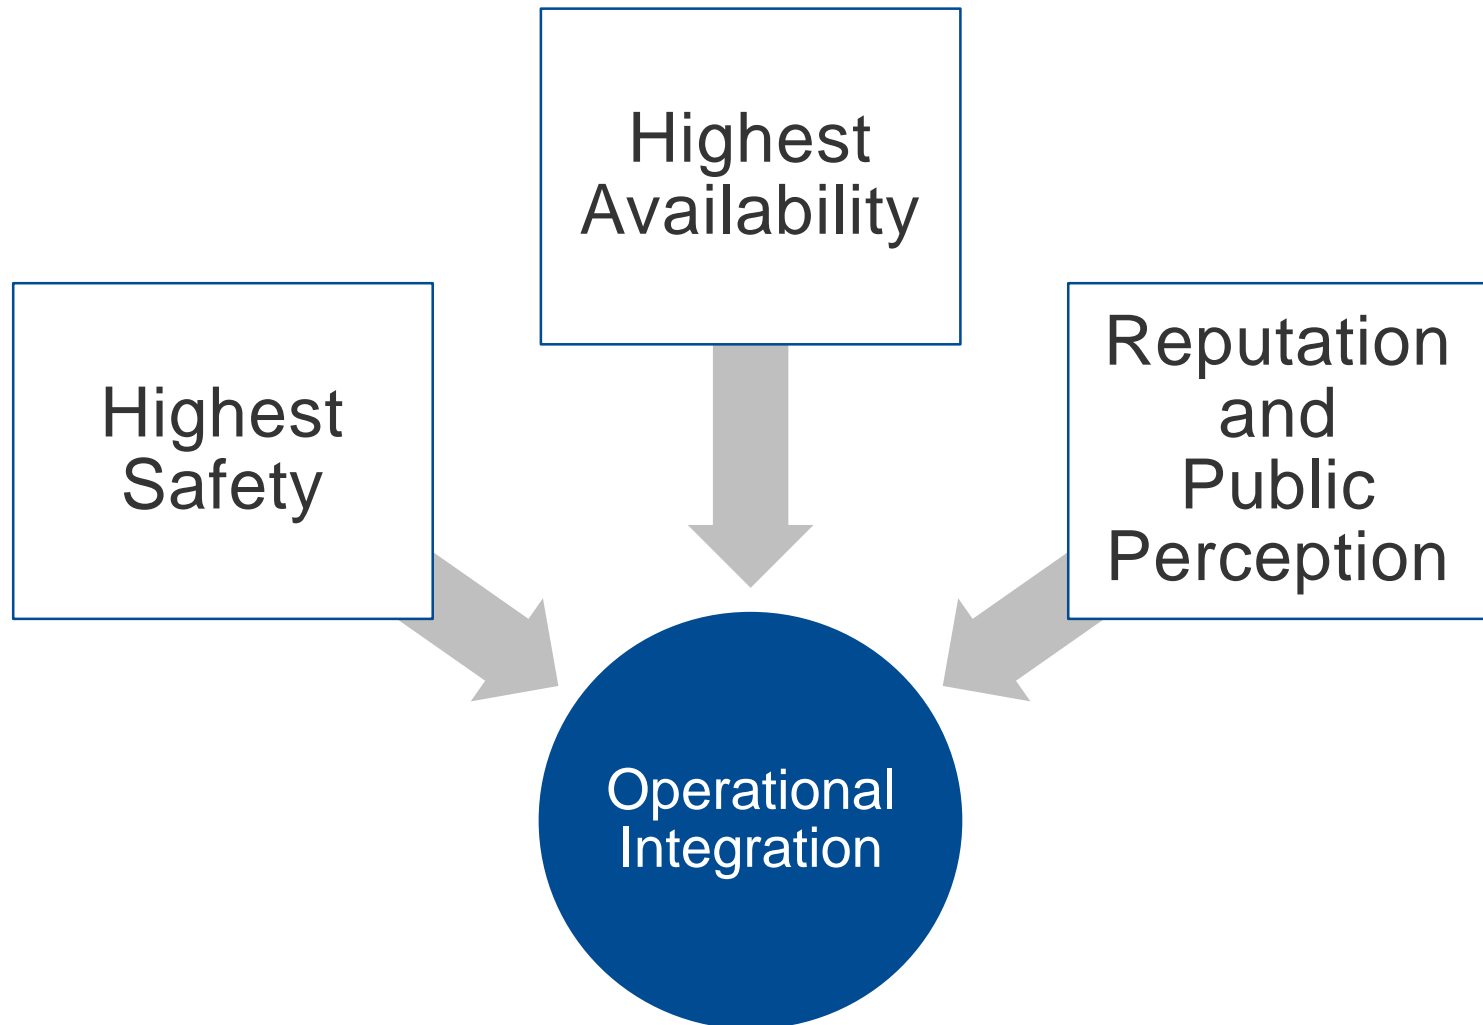 Highest
Availability
Highest
Safety
Reputation
and
Public
Perception
Operational
Integration